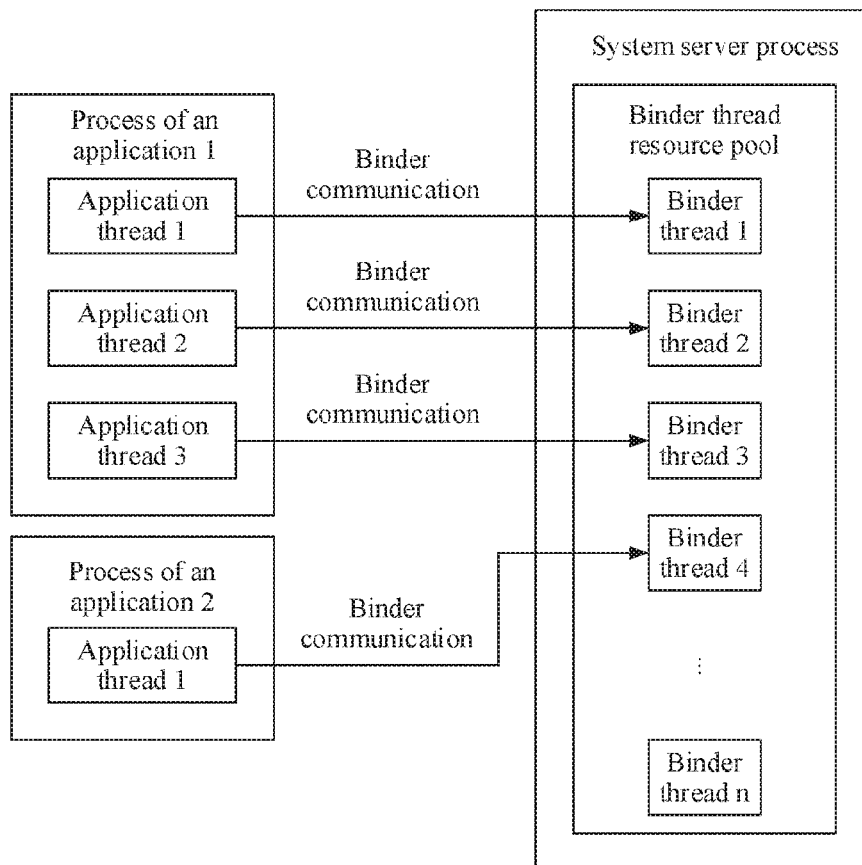 System server process
Process of an
application 1
Binder thread
resource pool
Binder
communication
Application
thread 1
Binder
thread 1
Binder
communication
Application
thread 2
Binder
thread 2
Binder
communication
Application
thread 3
Binder
thread 3
Process of an
application 2
Binder
thread 4
Binder
communication
Application
thread 1
⋮
Binder
thread n